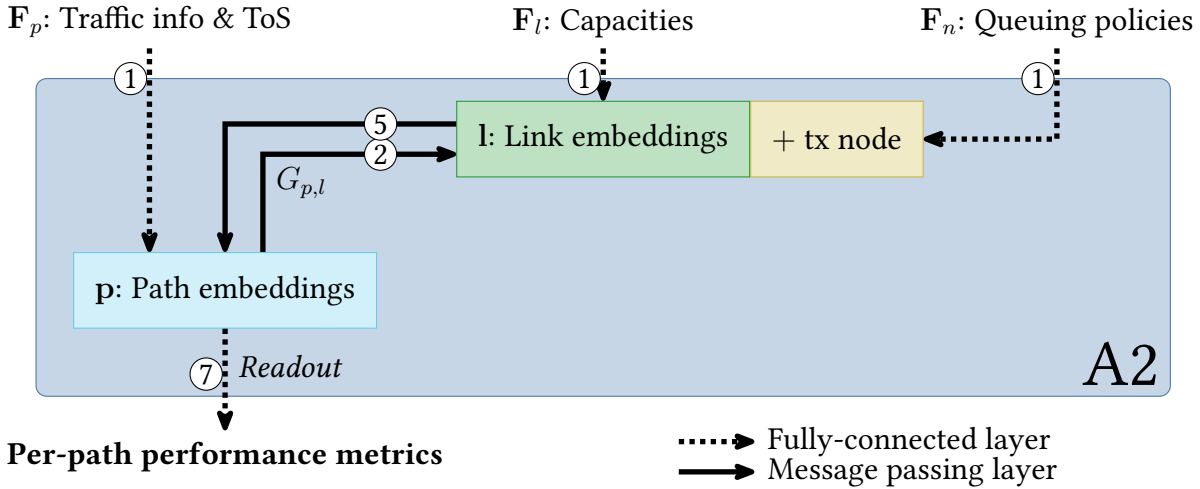 F_p: Traffic info & ToS
F_l: Capacities
F_n: Queuing policies
1
1
1
5
l: Link embeddings
+ tx node
2
G_{p,l}
p: Path embeddings
7
Readout
A2
Per-path performance metrics
Fully-connected layer
Message passing layer